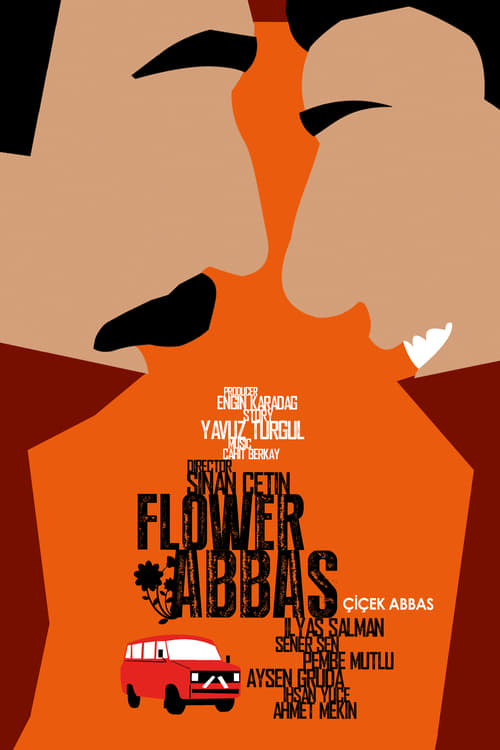 PRODUCER
ENGIN KARADAG
STORY
YAVUZ TURGUL
MUSIC
CAHIT BERKAY
DIRECTOR
SINAN CETIN
FLOWER
ABBAS
ÇİÇEK ABBAS
ILYAS SALMAN
SENER SEN
PEMBE MUTLU
AYSEN GRUDA
IHSAN YUCE
AHMET MEKIN